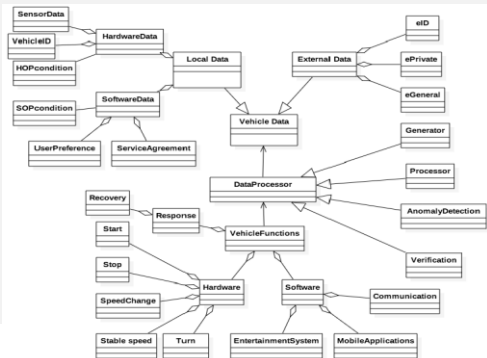 SensorData
VehicleID
HOPcondition
HardwareData
Local Data
SOPcondition
SoftwareData
UserPreference
ServiceAgreement
External Data
eID
ePrivate
eGeneral
Vehicle Data
DataProcessor
Generator
Processor
AnomalyDetection
Verification
Recovery
Response
VehicleFunctions
Start
Stop
SpeedChange
Hardware
Stable speed
Turn
Software
Communication
EntertainmentSystem
MobileApplications